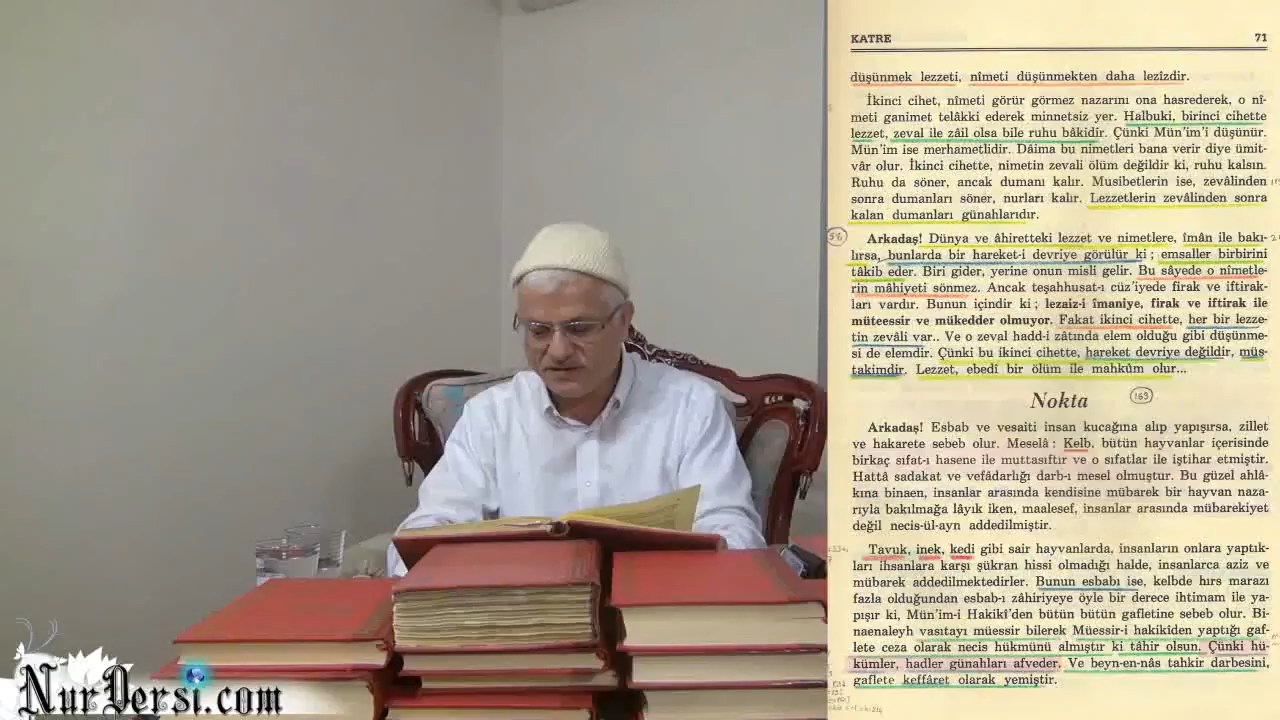 KATRE 71
düşünmek lezzeti, nîmeti düşünmekten daha lezîzdir.
İkinci cihet, nîmeti görür görmez nazarını ona hasrederek, o nî-
meti ganimet telâkki ederek minnetsiz yer. Halbuki, birinci cihette
lezzet, zeval ile zâil olsa bile ruhu bâkidir. Çünki Mün'im'i düşünür.
Mün'im ise merhametlidir. Dâima bu nimetleri bana verir diye ümit-
vâr olur. İkinci cihette, nimetin zevali ölüm değildir ki, ruhu kalsın.
Ruhu da söner, ancak dumanı kalır. Musibetlerin ise, zevâlinden
sonra dumanları söner, nurları kalır. Lezzetlerin zevâlinden sonra
kalan dumanları günahlarıdır.
Arkadaş! Dünya ve âhiretteki lezzet ve nimetlere, îmân ile bakı-
lırsa, bunlarda bir hareket-i devriye görülür ki; emsaller birbirini
tâkib eder. Biri gider, yerine onun misli gelir. Bu sâyede o nîmetle-
rin mâhiyeti sönmez. Ancak teşahhusat-ı cüz'iyede firak ve iftirak-
ları vardır. Bunun içindir ki; lezaiz-i îmaniye, firak ve iftirak ile
müteessir ve mükedder olmuyor. Fakat ikinci cihette, her bir lezze-
tin zevâli var.. Ve o zeval hadd-i zâtında elem olduğu gibi düşünme-
si de elemdir. Çünki bu ikinci cihette, hareket devriye değildir, müs-
takimdir. Lezzet, ebedî bir ölüm ile mahkûm olur...
Nokta 163
Arkadaş! Esbab ve vesaiti insan kucağına alıp yapışırsa, zillet
ve hakarete sebeb olur. Meselâ: Kelb, bütün hayvanlar içerisinde
birkaç sıfat-ı hasene ile muttasıftır ve o sıfatlar ile iştihar etmiştir.
Hattâ sadakat ve vefâdarlığı darb-ı mesel olmuştur. Bu güzel ahlâ-
kına binaen, insanlar arasında kendisine mübarek bir hayvan naza-
rıyla bakılmağa lâyık iken, maalesef, insanlar arasında mübarekiyet
değil necis-ül-ayn addedilmiştir.
Tavuk, inek, kedi gibi sair hayvanlarda, insanların onlara yaptık-
ları ihsanlara karşı şükran hissi olmadığı halde, insanlarca aziz ve
mübarek addedilmektedirler. Bunun esbabı ise, kelbde hırs marazı
fazla olduğundan esbab-ı zâhiriyeye öyle bir derece ihtimam ile ya-
pışır ki, Mün'im-i Hakikî'den bütün bütün gafletine sebeb olur. Bi-
naenaleyh vasıtayı müessir bilerek Müessir-i hakikiden yaptığı gaf-
lete ceza olarak necis hükmünü almıştır ki tâhir olsun. Çünki hü-
kümler, hadler günahları afveder. Ve beyn-en-nâs tahkir darbesini,
gaflete keffâret olarak yemiştir.
NurDersi.com